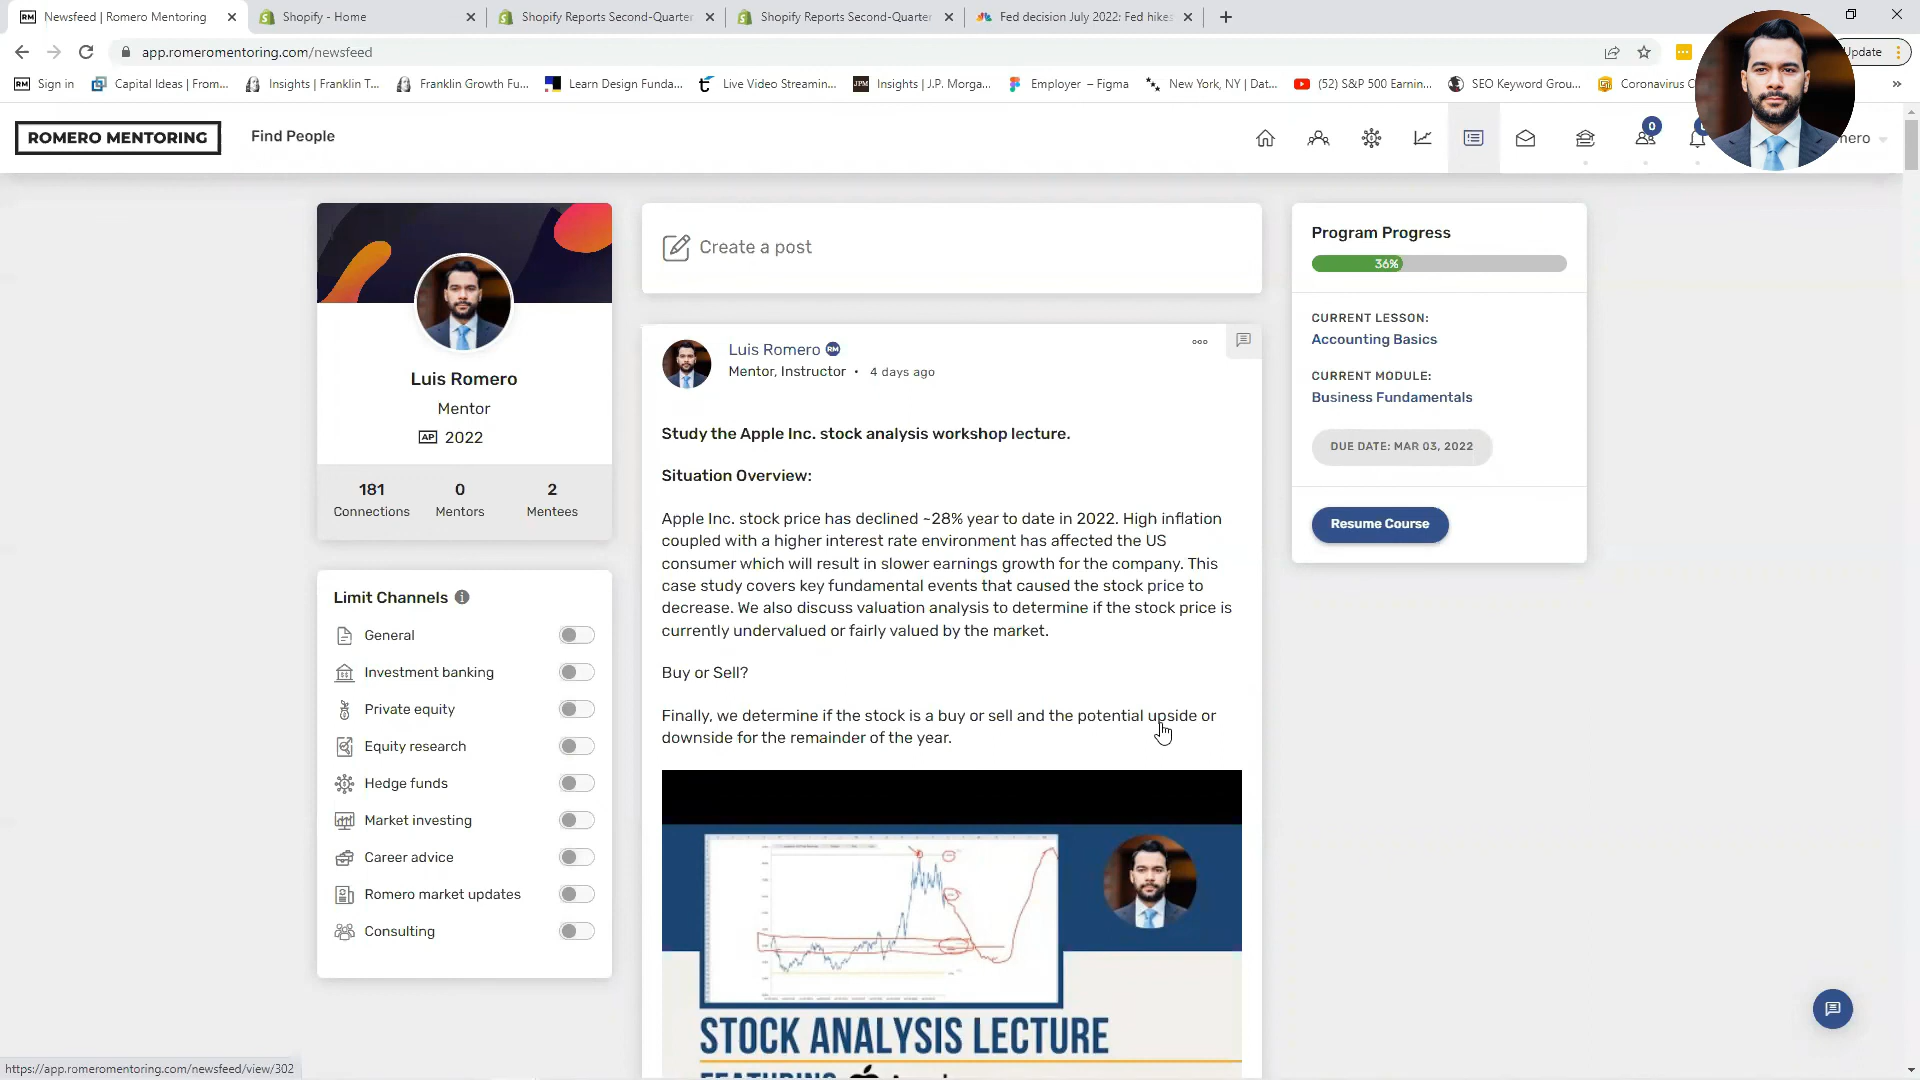 Newsfeed | Romero Mentoring
Shopify - Home
Shopify Reports Second-Quarter
Shopify Reports Second-Quarter
Fed decision July 2022: Fed hikes
app.romeromentoring.com/newsfeed
Update
Sign in
Capital Ideas | From...
Insights | Franklin T...
Franklin Growth Fu...
Learn Design Funda...
Live Video Streamin...
Insights | J.P. Morga...
Employer – Figma
New York, NY | Dat...
(52) S&P 500 Earnin...
SEO Keyword Grou...
Coronavirus C
ROMERO MENTORING
Find People
0
mero
Luis Romero
Mentor
AP 2022
181
Connections
0
Mentors
2
Mentees
Limit Channels
General
Investment banking
Private equity
Equity research
Hedge funds
Market investing
Career advice
Romero market updates
Consulting
Create a post
Luis Romero RM
Mentor, Instructor • 4 days ago
Study the Apple Inc. stock analysis workshop lecture.
Situation Overview:
Apple Inc. stock price has declined ~28% year to date in 2022. High inflation
coupled with a higher interest rate environment has affected the US
consumer which will result in slower earnings growth for the company. This
case study covers key fundamental events that caused the stock price to
decrease. We also discuss valuation analysis to determine if the stock price is
currently undervalued or fairly valued by the market.
Buy or Sell?
Finally, we determine if the stock is a buy or sell and the potential upside or
downside for the remainder of the year.
STOCK ANALYSIS LECTURE
FEATURING
Program Progress
36%
CURRENT LESSON:
Accounting Basics
CURRENT MODULE:
Business Fundamentals
DUE DATE: MAR 03, 2022
Resume Course
https://app.romeromentoring.com/newsfeed/view/302